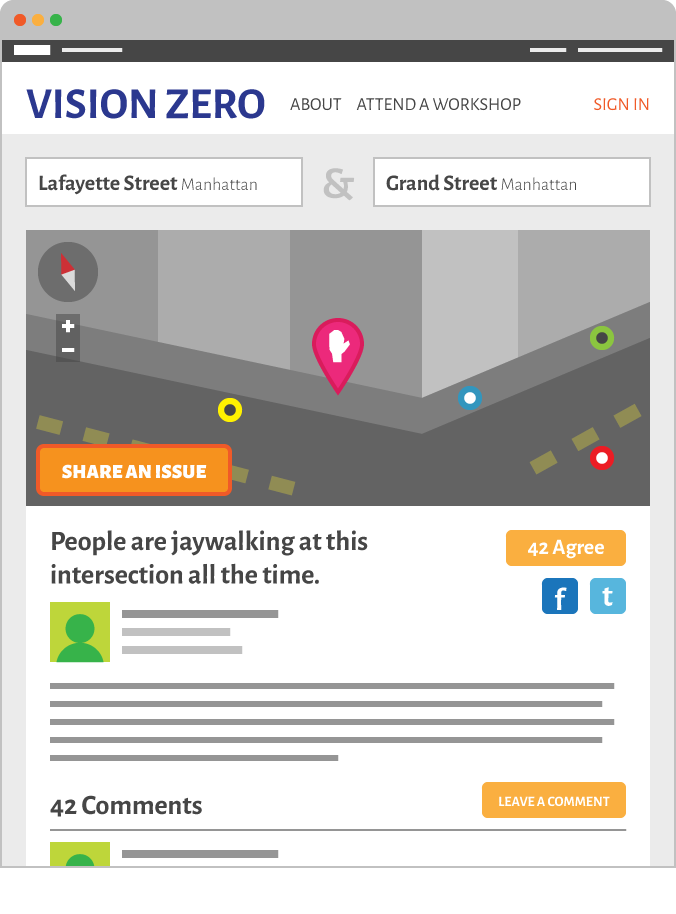 VISION ZERO ABOUT ATTEND A WORKSHOP SIGN IN
Lafayette Street Manhattan & Grand Street Manhattan
+
−
SHARE AN ISSUE
People are jaywalking at this
intersection all the time.
42 Agree
f t
42 Comments
LEAVE A COMMENT